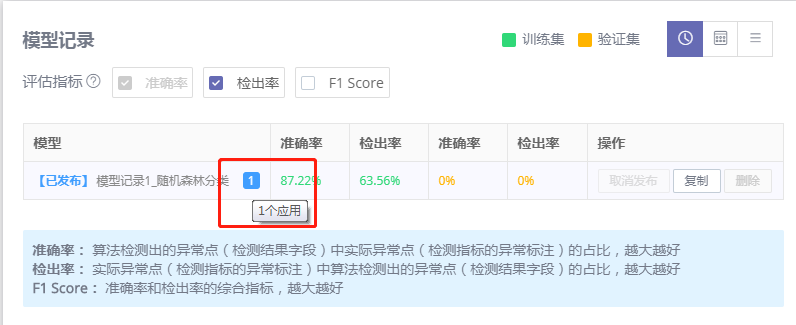 模型记录
训练集 验证集
评估指标 准确率 检出率 F1 Score
模型 准确率 检出率 准确率 检出率 操作
【已发布】模型记录1_随机森林分类 1 87.22% 63.56% 0% 0% 取消发布 复制 删除
1个应用
准确率： 算法检测出的异常点（检测结果字段）中实际异常点（检测指标的异常标注）的占比，越大越好
检出率： 实际异常点（检测指标的异常标注）中算法检测出的异常点（检测结果字段）的占比，越大越好
F1 Score： 准确率和检出率的综合指标，越大越好